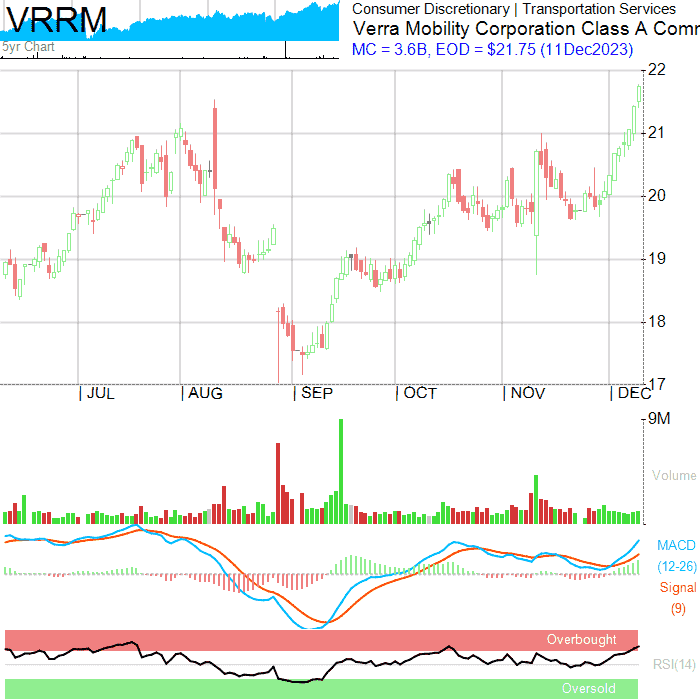 VRRM
5yr Chart
Consumer Discretionary | Transportation Services
Verra Mobility Corporation Class A Comm
MC = 3.6B, EOD = $21.75 (11Dec2023)
22
21
20
19
18
17
| JUL | AUG | SEP | OCT | NOV | DEC
9M
Volume
MACD
(12-26)
Signal
(9)
Overbought
RSI(14)
Oversold